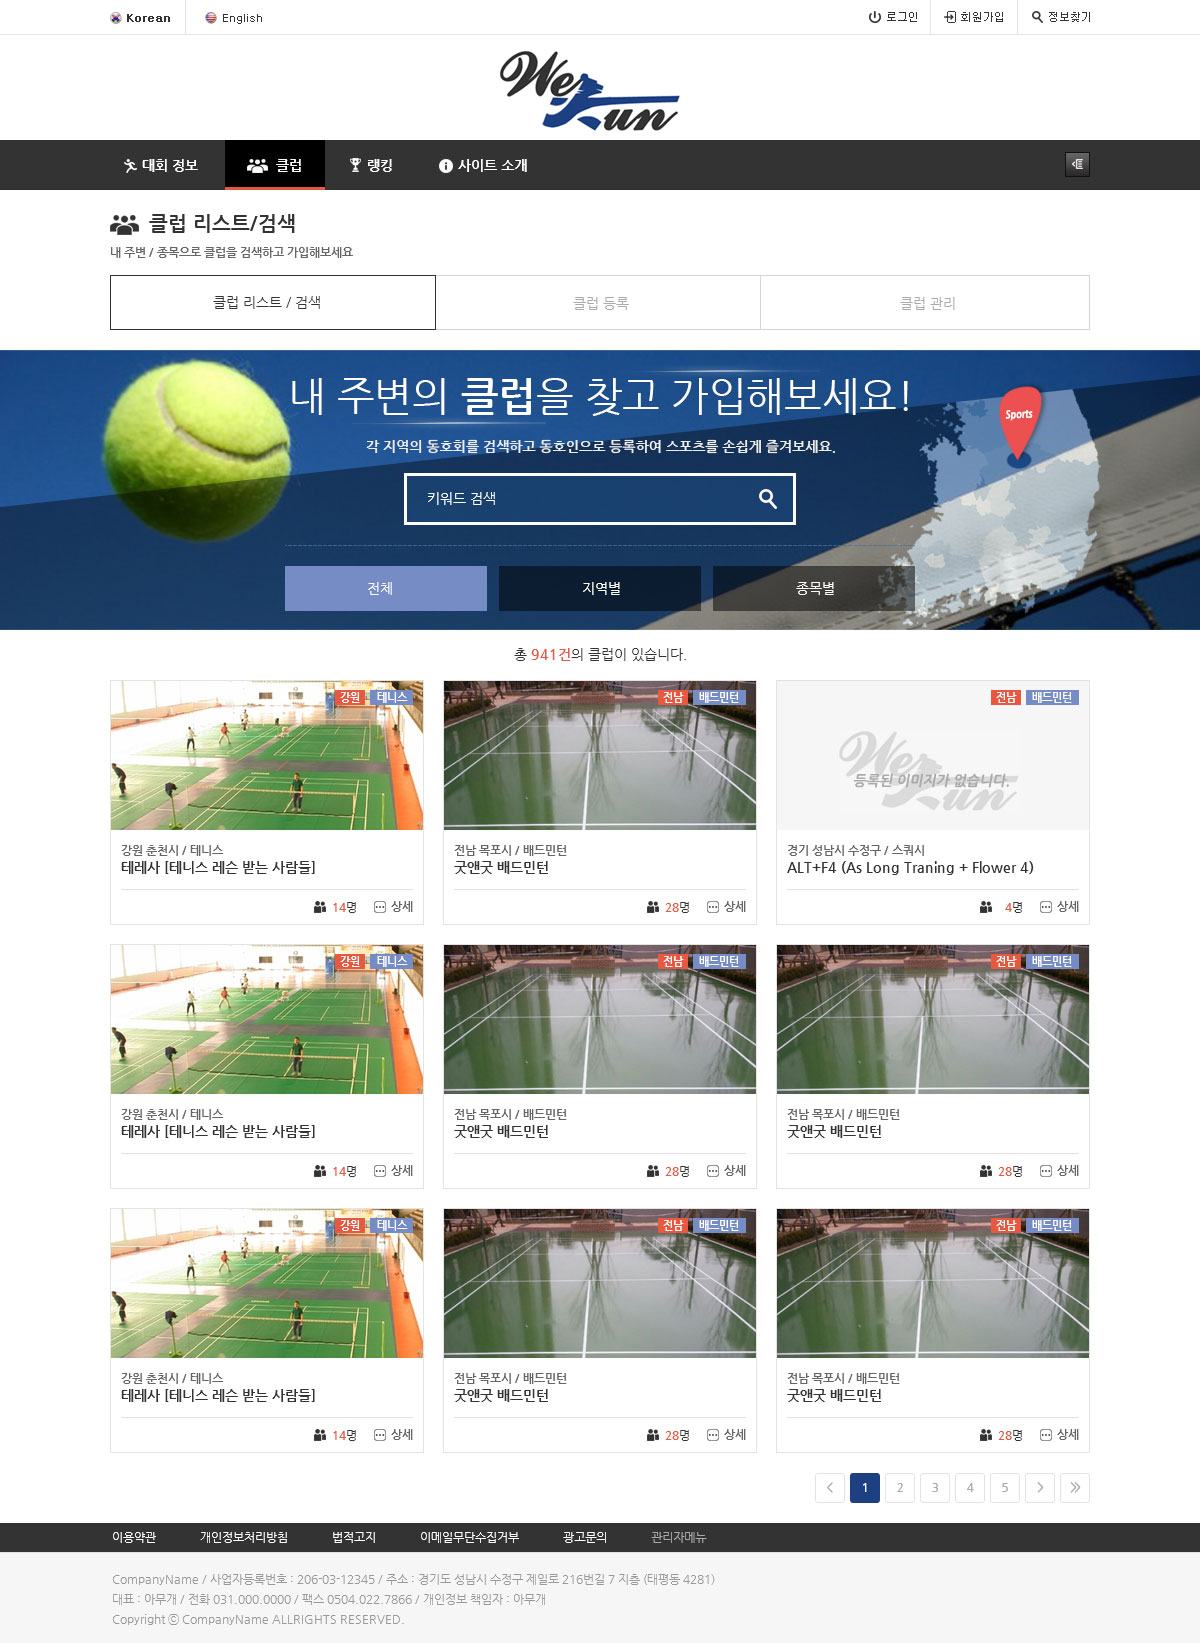 Korean
English
로그인
회원가입
정보찾기
We Run
대회 정보
클럽
랭킹
사이트 소개
클럽 리스트/검색
내 주변 / 종목으로 클럽을 검색하고 가입해보세요
클럽 리스트 / 검색
클럽 등록
클럽 관리
내 주변의 클럽을 찾고 가입해보세요!
Sports
각 지역의 동호회를 검색하고 동호인으로 등록하여 스포츠를 손쉽게 즐겨보세요.
키워드 검색
전체
지역별
종목별
총 941건의 클럽이 있습니다.
강원 테니스
전남 배드민턴
전남 배드민턴
We Run
등록된 이미지가 없습니다.
강원 춘천시 / 테니스
테레사 [테니스 레슨 받는 사람들]
14명 상세
전남 목포시 / 배드민턴
굿앤굿 배드민턴
28명 상세
경기 성남시 수정구 / 스쿼시
ALT+F4 (As Long Traning + Flower 4)
4명 상세
강원 테니스
전남 배드민턴
전남 배드민턴
강원 춘천시 / 테니스
테레사 [테니스 레슨 받는 사람들]
14명 상세
전남 목포시 / 배드민턴
굿앤굿 배드민턴
28명 상세
전남 목포시 / 배드민턴
굿앤굿 배드민턴
28명 상세
강원 테니스
전남 배드민턴
전남 배드민턴
강원 춘천시 / 테니스
테레사 [테니스 레슨 받는 사람들]
14명 상세
전남 목포시 / 배드민턴
굿앤굿 배드민턴
28명 상세
전남 목포시 / 배드민턴
굿앤굿 배드민턴
28명 상세
1 2 3 4 5
이용약관
개인정보처리방침
법적고지
이메일무단수집거부
광고문의
관리자메뉴
CompanyName / 사업자등록번호 : 206-03-12345 / 주소 : 경기도 성남시 수정구 제일로 216번길 7 지층 (태평동 4281)
대표 : 아무개 / 전화 031.000.0000 / 팩스 0504.022.7866 / 개인정보 책임자 : 아무개
Copyright ⓒ CompanyName ALLRIGHTS RESERVED.